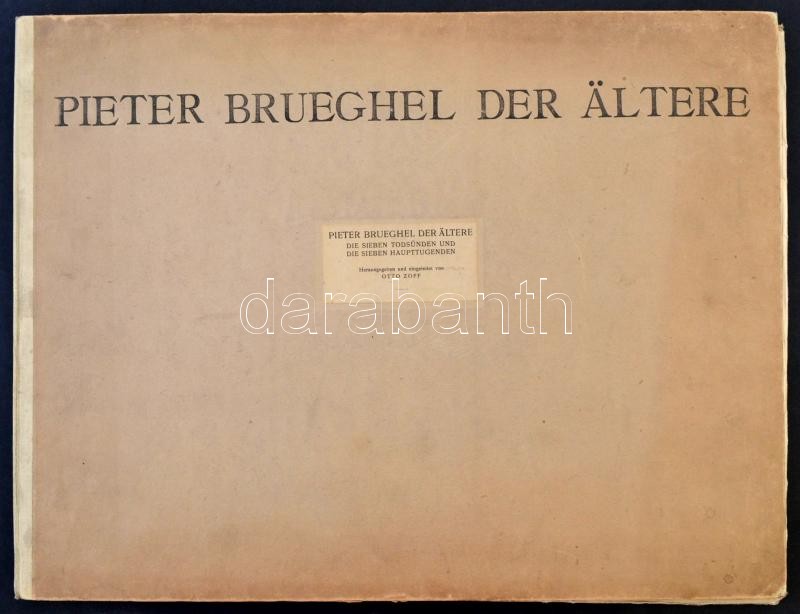 PIETER BRUEGHEL DER ÄLTERE
PIETER BRUEGHEL DER ÄLTERE
DIE SIEBEN TODSÜNDEN UND
DIE SIEBEN HAUPTTUGENDEN
Herausgegeben und eingeleitet von
OTTO ZOFF
darabanth